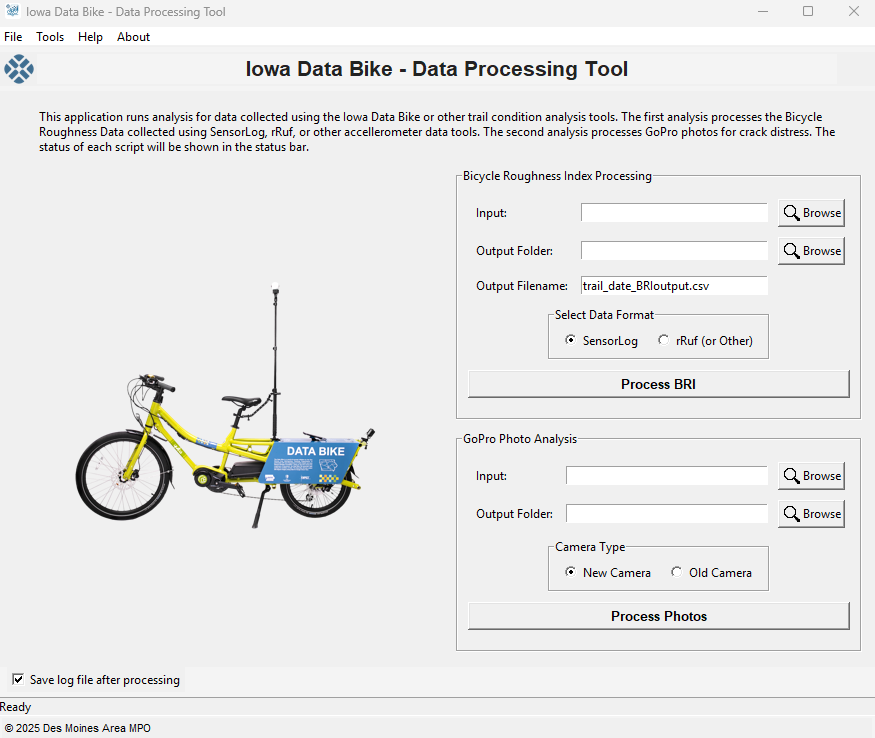 Iowa Data Bike - Data Processing Tool
File Tools Help About
Iowa Data Bike - Data Processing Tool
This application runs analysis for data collected using the Iowa Data Bike or other trail condition analysis tools. The first analysis processes the Bicycle
Roughness Data collected using SensorLog, rRuf, or other accellerometer data tools. The second analysis processes GoPro photos for crack distress. The
status of each script will be shown in the status bar.
DATA BIKE
Bicycle Roughness Index Processing
Input: Browse
Output Folder: Browse
Output Filename: trail_date_BRIoutput.csv
Select Data Format
SensorLog rRuf (or Other)
Process BRI
GoPro Photo Analysis
Input: Browse
Output Folder: Browse
Camera Type
New Camera Old Camera
Process Photos
Save log file after processing
Ready
© 2025 Des Moines Area MPO